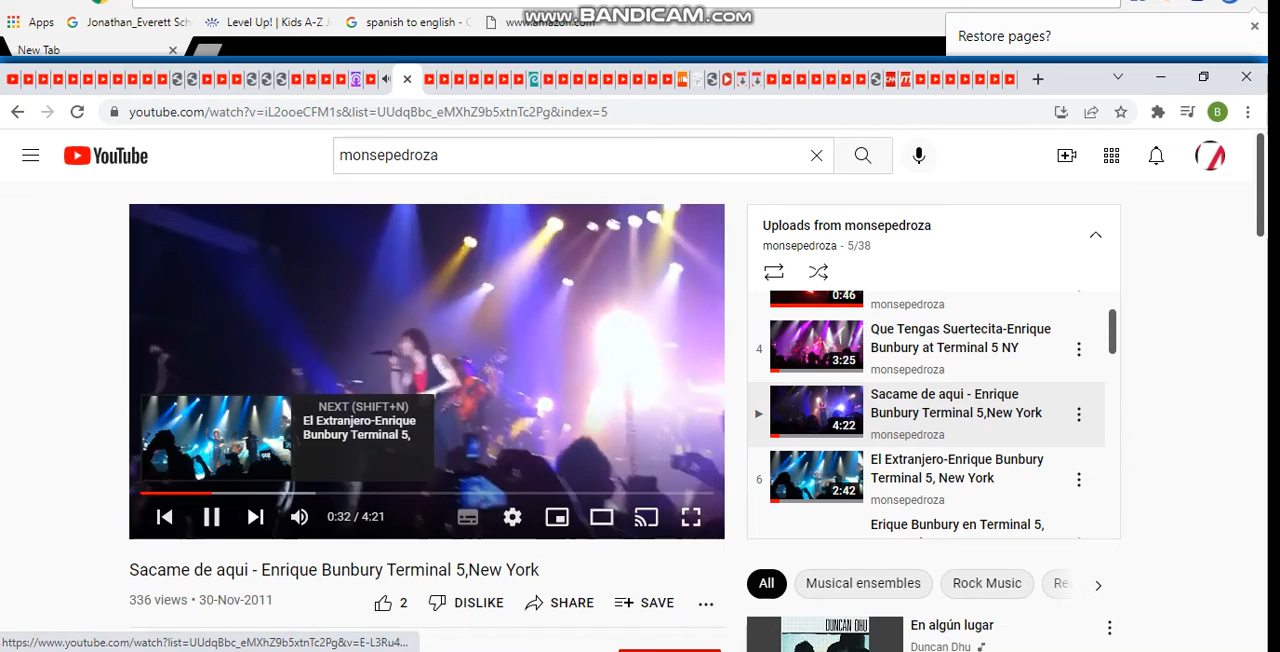 Apps
Jonathan_Everett Sch
Level Up! | Kids A-Z
spanish to english - G
www.amazon.com
www.BANDICAM.com
Restore pages?
New Tab
youtube.com/watch?v=iL2ooeCFM1s&list=UUdqBbc_eMXhZ9b5xtnTc2Pg&index=5
B
YouTube
monsepedroza
NEXT (SHIFT+N)
El Extranjero-Enrique
Bunbury Terminal 5,
0:32 / 4:21
Sacame de aqui - Enrique Bunbury Terminal 5,New York
336 views • 30-Nov-2011
2
DISLIKE
SHARE
SAVE
Uploads from monsepedroza
monsepedroza - 5/38
0:46
monsepedroza
4
3:25
Que Tengas Suertecita-Enrique
Bunbury at Terminal 5 NY
monsepedroza
4:22
Sacame de aqui - Enrique
Bunbury Terminal 5,New York
monsepedroza
6
2:42
El Extranjero-Enrique Bunbury
Terminal 5, New York
monsepedroza
Erique Bunbury en Terminal 5,
All
Musical ensembles
Rock Music
DUNCAN DHU
En algún lugar
Duncan Dhu
https://www.youtube.com/watch?list=UUdqBbc_eMXhZ9b5xtnTc2Pg&v=E-L3Ru4...